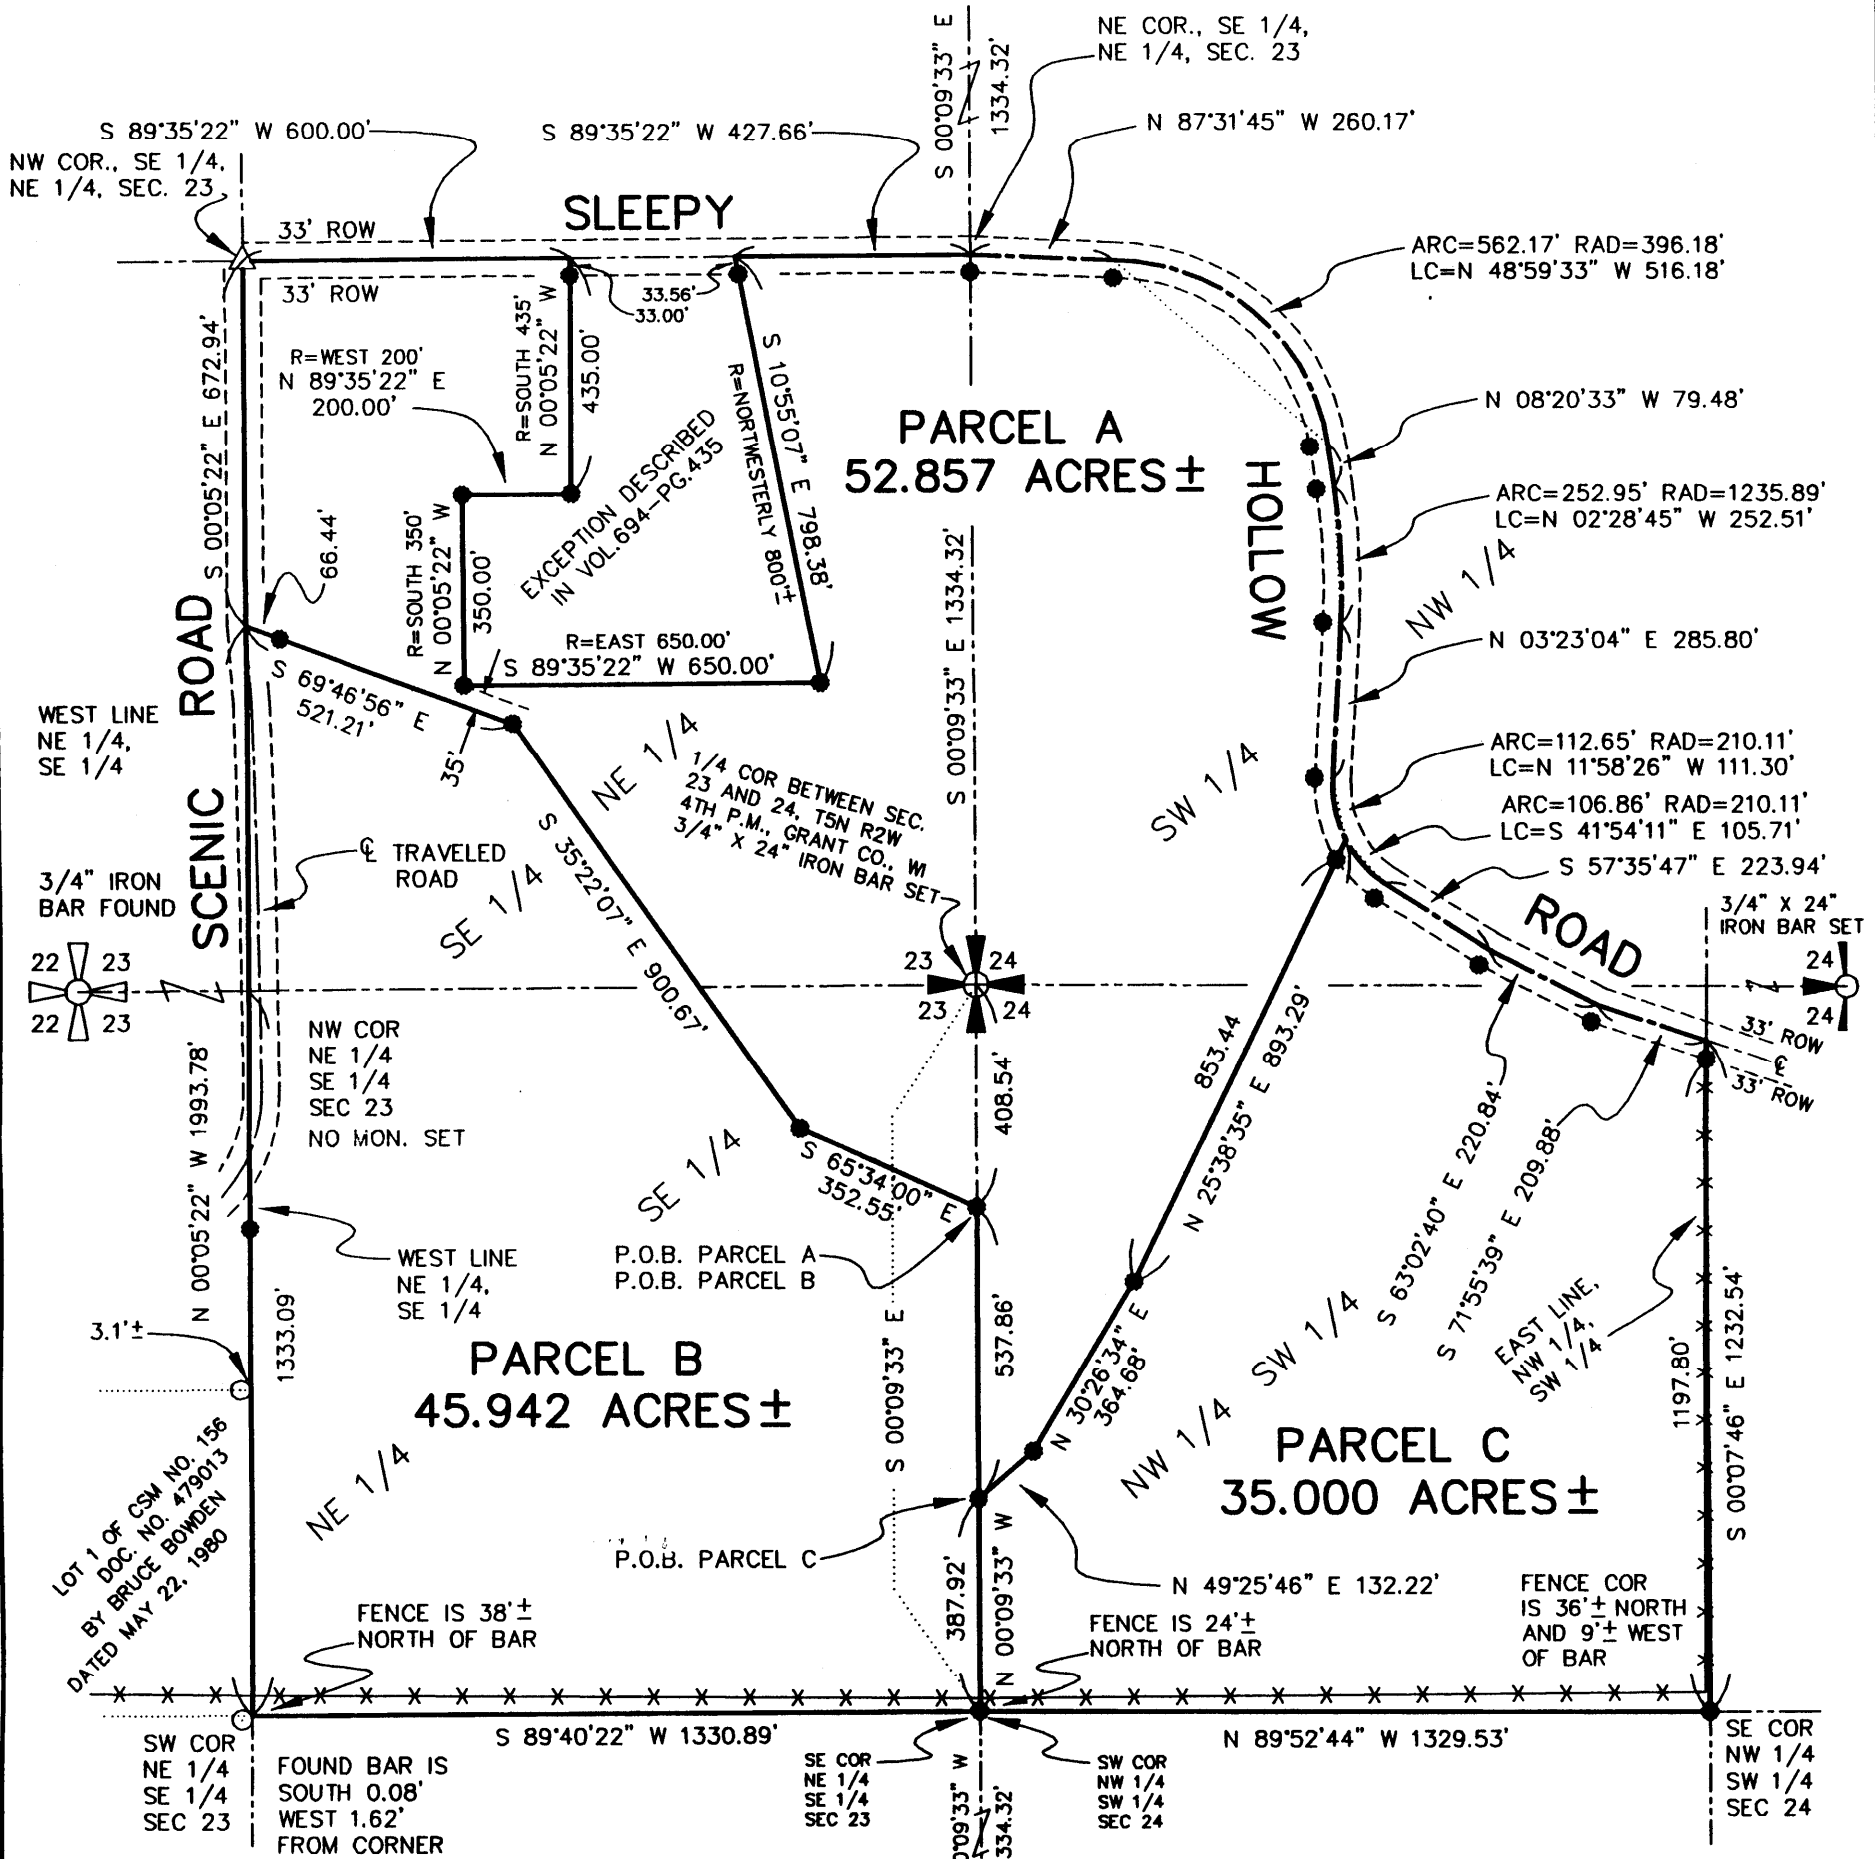 NE COR., SE 1/4,
NE 1/4, SEC. 23
S 00°09'33" E
1334.32'
N 87°31'45" W 260.17'
S 89°35'22" W 600.00'
S 89°35'22" W 427.66'
NW COR., SE 1/4,
NE 1/4, SEC. 23
SLEEPY
33' ROW
33' ROW
33.56'
33.00'
ARC=562.17' RAD=396.18'
LC=N 48°59'33" W 516.18'
S 00°05'22" E 672.94'
R=WEST 200'
N 89°35'22" E
200.00'
R=SOUTH 435'
N 00°05'22" W
435.00'
S 10°55'07" E 798.38'
R=NORTWESTERLY 800'±
EXCEPTION DESCRIBED
IN VOL.694-PG.435
PARCEL A
52.857 ACRES±
N 08°20'33" W 79.48'
HOLLOW
ARC=252.95' RAD=1235.89'
LC=N 02°28'45" W 252.51'
NW 1/4
66.44'
R=SOUTH 350'
N 00°05'22" W
350.00'
S 00°09'33" E 1334.32'
R=EAST 650.00'
S 89°35'22" W 650.00'
N 03°23'04" E 285.80'
SCENIC ROAD
S 69°46'56" E
521.21'
35'
WEST LINE
NE 1/4,
SE 1/4
NE 1/4
SW 1/4
1/4 COR BETWEEN SEC.
23 AND 24, T5N R2W
4TH P.M., GRANT CO., WI
3/4" X 24" IRON BAR SET
ARC=112.65' RAD=210.11'
LC=N 11°58'26" W 111.30'
ARC=106.86' RAD=210.11'
LC=S 41°54'11" E 105.71'
S 57°35'47" E 223.94'
℄ TRAVELED
ROAD
SE 1/4
S 35°22'07" E 900.67'
3/4" IRON
BAR FOUND
ROAD
3/4" X 24"
IRON BAR SET
22 23
22 23
23 24
23 24
24
24
NW COR
NE 1/4
SE 1/4
SEC 23
NO MON. SET
33' ROW
℄
33' ROW
N 00°05'22" W 1993.78'
408.54'
853.44
N 25°38'35" E 893.29'
S 63°02'40" E 220.84'
S 71°55'39" E 209.88'
SE 1/4
S 65°34'00" E
352.55'
WEST LINE
NE 1/4,
SE 1/4
P.O.B. PARCEL A
P.O.B. PARCEL B
1333.09'
3.1'±
S 00°09'33" E
537.86'
N 30°26'34" E
364.68'
SW 1/4
NW 1/4
EAST LINE,
NW 1/4,
SW 1/4
1197.80'
S 00°07'46" E 1232.54'
PARCEL B
45.942 ACRES±
PARCEL C
35.000 ACRES±
NE 1/4
LOT 1 OF CSM NO. 156
DOC. NO. 479013
BY BRUCE BOWDEN
DATED MAY 22, 1980
P.O.B. PARCEL C
387.92'
N 00°09'33" W
N 49°25'46" E 132.22'
FENCE IS 38'±
NORTH OF BAR
FENCE IS 24'±
NORTH OF BAR
FENCE COR
IS 36'± NORTH
AND 9'± WEST
OF BAR
S 89°40'22" W 1330.89'
N 89°52'44" W 1329.53'
SW COR
NE 1/4
SE 1/4
SEC 23
FOUND BAR IS
SOUTH 0.08'
WEST 1.62'
FROM CORNER
SE COR
NE 1/4
SE 1/4
SEC 23
0°09'33" W
334.32'
SW COR
NW 1/4
SW 1/4
SEC 24
SE COR
NW 1/4
SW 1/4
SEC 24